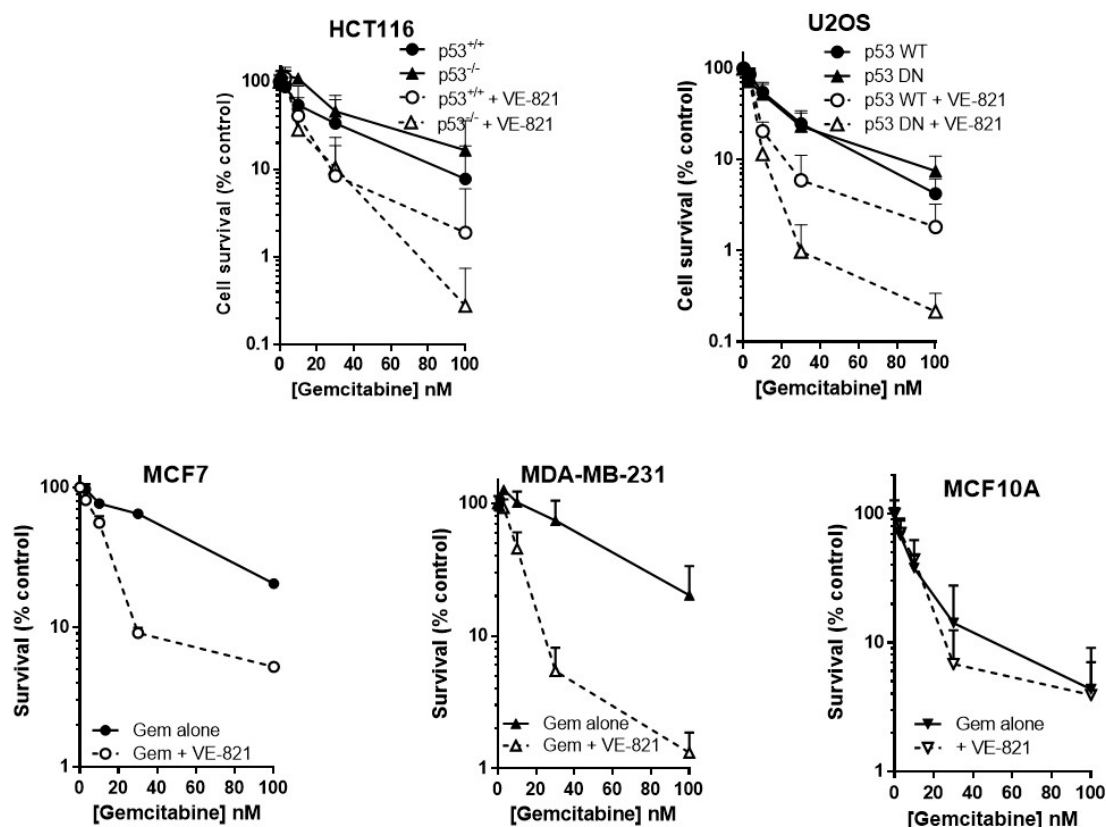 HCT116
p53+/+
p53-/-
p53+/+ + VE-821
p53-/- + VE-821
Cell survival (% control)
100
10
1
0.1
0 20 40 60 80 100
[Gemcitabine] nM
U2OS
p53 WT
p53 DN
p53 WT + VE-821
p53 DN + VE-821
Cell survival (% control)
100
10
1
0.1
0 20 40 60 80 100
[Gemcitabine] nM
MCF7
Survival (% control)
100
10
1
Gem alone
Gem + VE-821
0 20 40 60 80 100
[Gemcitabine] nM
MDA-MB-231
Survival (% control)
100
10
1
Gem alone
Gem + VE-821
0 20 40 60 80 100
[Gemcitabine] nM
MCF10A
Survival (% control)
100
10
1
Gem alone
+ VE-821
0 20 40 60 80 100
[Gemcitabine] nM